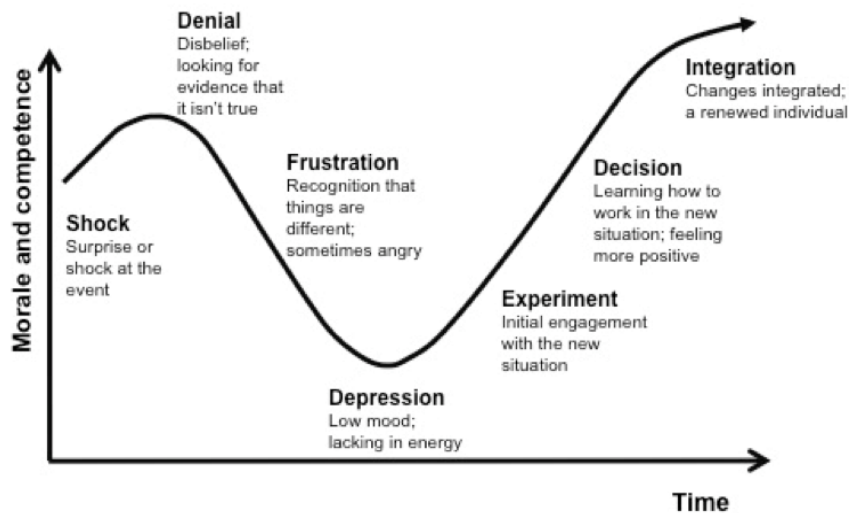 Denial
Disbelief;
looking for
evidence that
it isn't true
Integration
Changes integrated;
a renewed individual
Frustration
Recognition that
things are
different;
sometimes angry
Decision
Learning how to
work in the new
situation; feeling
more positive
Shock
Surprise or
shock at the
event
Experiment
Initial engagement
with the new
situation
Depression
Low mood;
lacking in energy
Morale and competence
Time